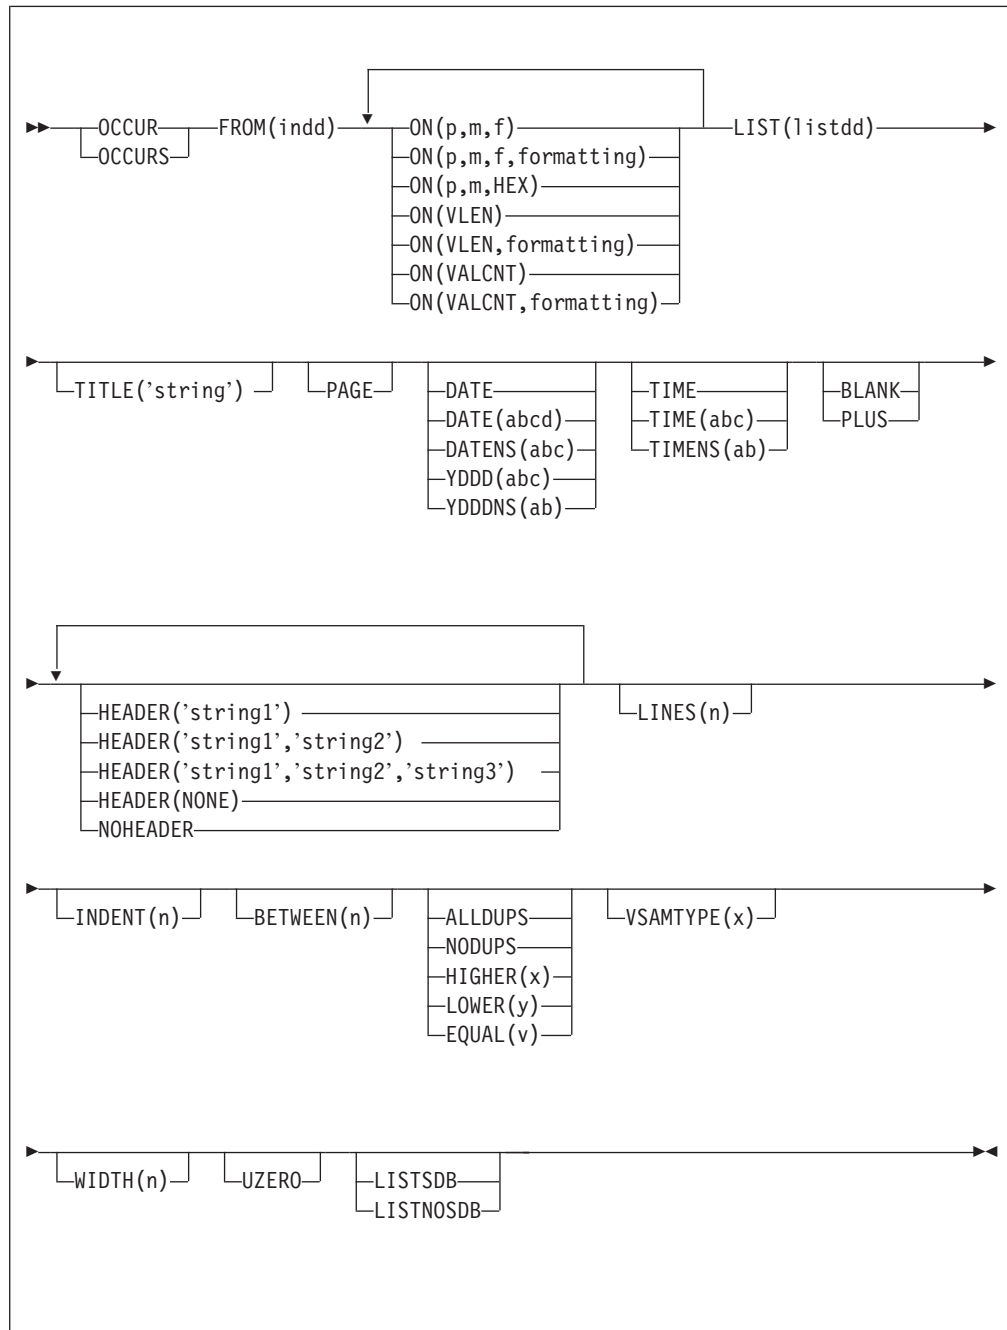 OCCUR FROM(indd) ON(p,m,f) LIST(listdd)
OCCURS ON(p,m,f,formatting)
ON(p,m,HEX)
ON(VLEN)
ON(VLEN,formatting)
ON(VALCNT)
ON(VALCNT,formatting)
TITLE(’string’) PAGE DATE TIME BLANK
DATE(abcd) TIME(abc) PLUS
DATENS(abc) TIMENS(ab)
YDDD(abc)
YDDDNS(ab)
HEADER(’string1’) LINES(n)
HEADER(’string1’,’string2’)
HEADER(’string1’,’string2’,’string3’)
HEADER(NONE)
NOHEADER
INDENT(n) BETWEEN(n) ALLDUPS VSAMTYPE(x)
NODUPS
HIGHER(x)
LOWER(y)
EQUAL(v)
WIDTH(n) UZERO LISTSDB
LISTNOSDB